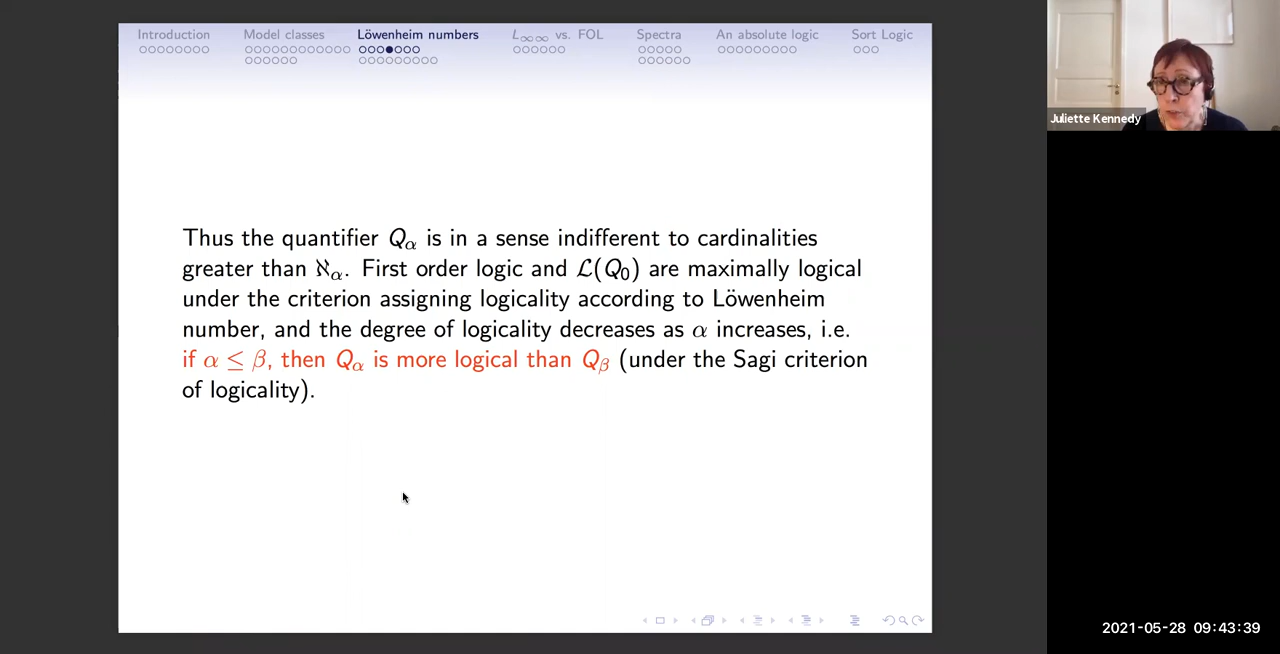 Introduction Model classes Löwenheim numbers L∞∞ vs. FOL Spectra An absolute logic Sort Logic
Juliette Kennedy
Thus the quantifier Qα is in a sense indifferent to cardinalities
greater than ℵα. First order logic and ℒ(Q₀) are maximally logical
under the criterion assigning logicality according to Löwenheim
number, and the degree of logicality decreases as α increases, i.e.
if α ≤ β, then Qα is more logical than Qβ (under the Sagi criterion
of logicality).
2021-05-28 09:43:39